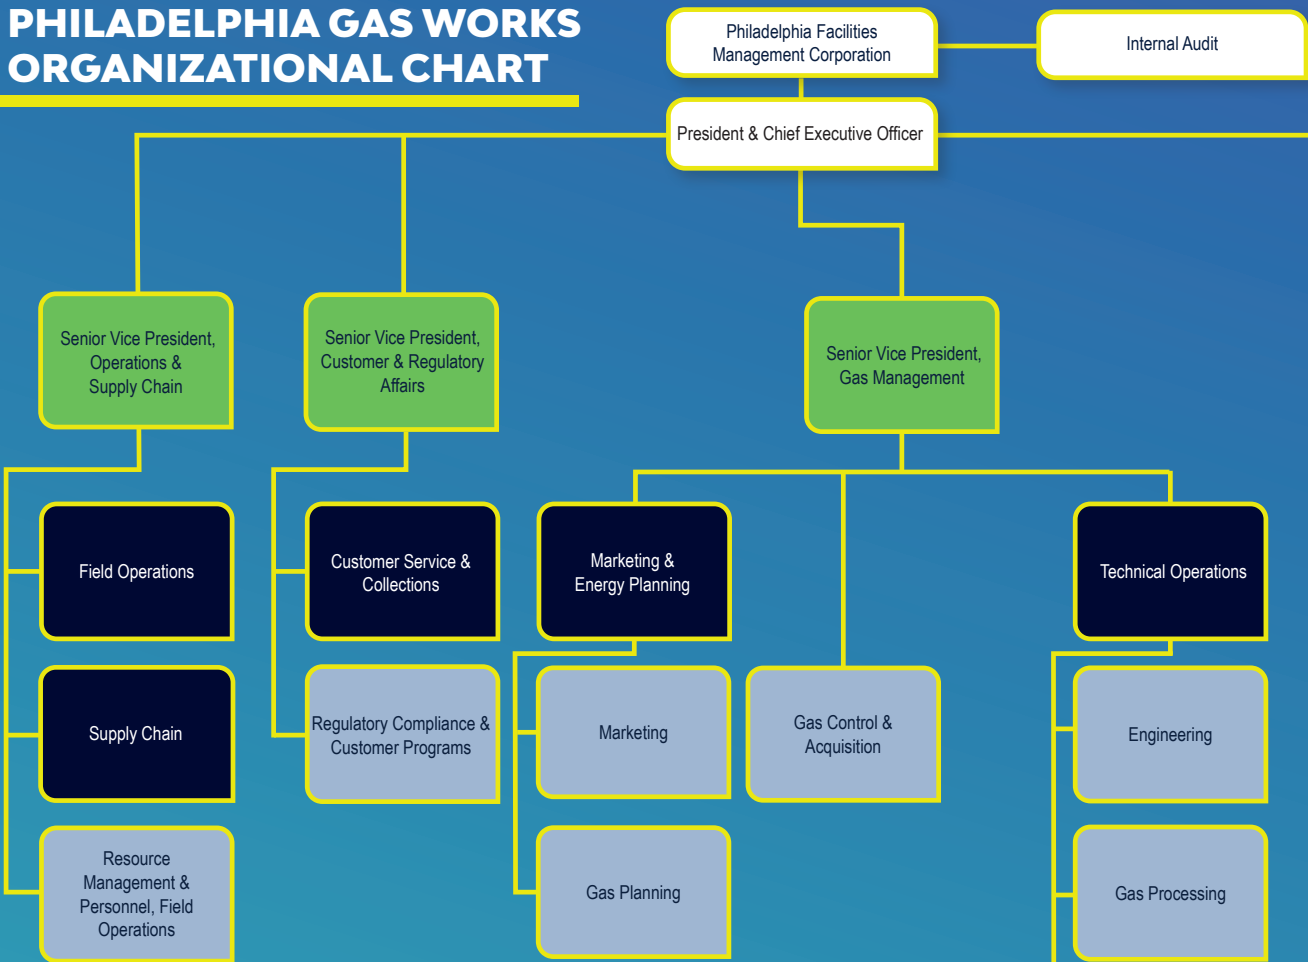 PHILADELPHIA GAS WORKS
ORGANIZATIONAL CHART
Philadelphia Facilities
Management Corporation
Internal Audit
President & Chief Executive Officer
Senior Vice President,
Operations &
Supply Chain
Senior Vice President,
Customer & Regulatory
Affairs
Senior Vice President,
Gas Management
Field Operations
Customer Service &
Collections
Marketing &
Energy Planning
Technical Operations
Supply Chain
Regulatory Compliance &
Customer Programs
Marketing
Gas Control &
Acquisition
Engineering
Resource
Management &
Personnel, Field
Operations
Gas Planning
Gas Processing